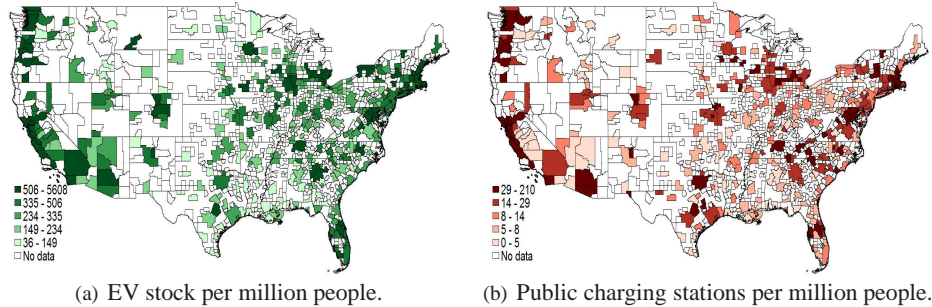 506 - 5608
335 - 506
234 - 335
149 - 234
36 - 149
No data
(a) EV stock per million people.
29 - 210
14 - 29
8 - 14
5 - 8
0 - 5
No data
(b) Public charging stations per million people.